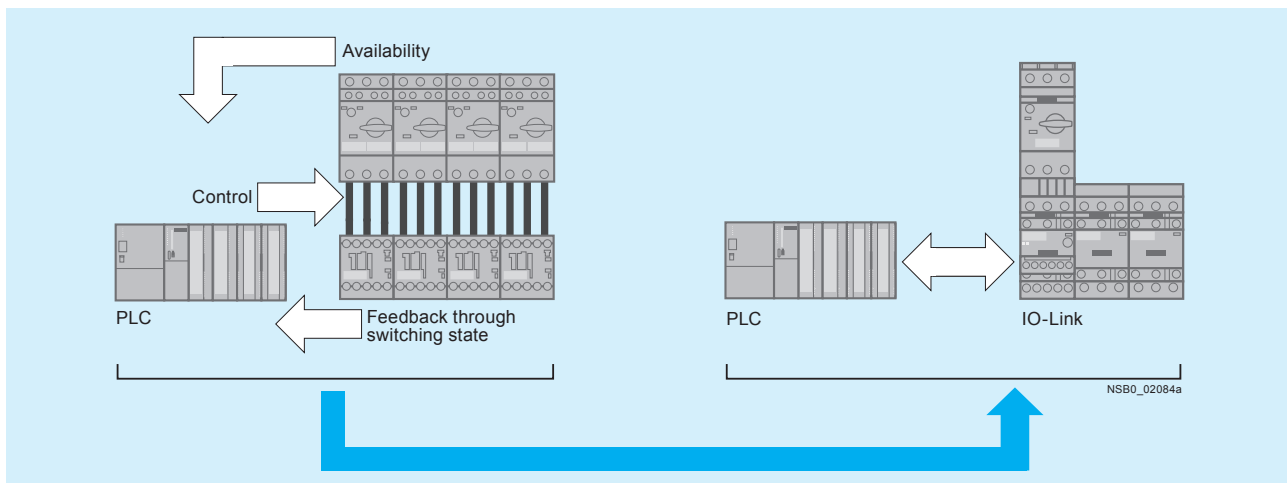 Availability
Control
PLC
Feedback through
switching state
PLC
IO-Link
NSB0_02084a